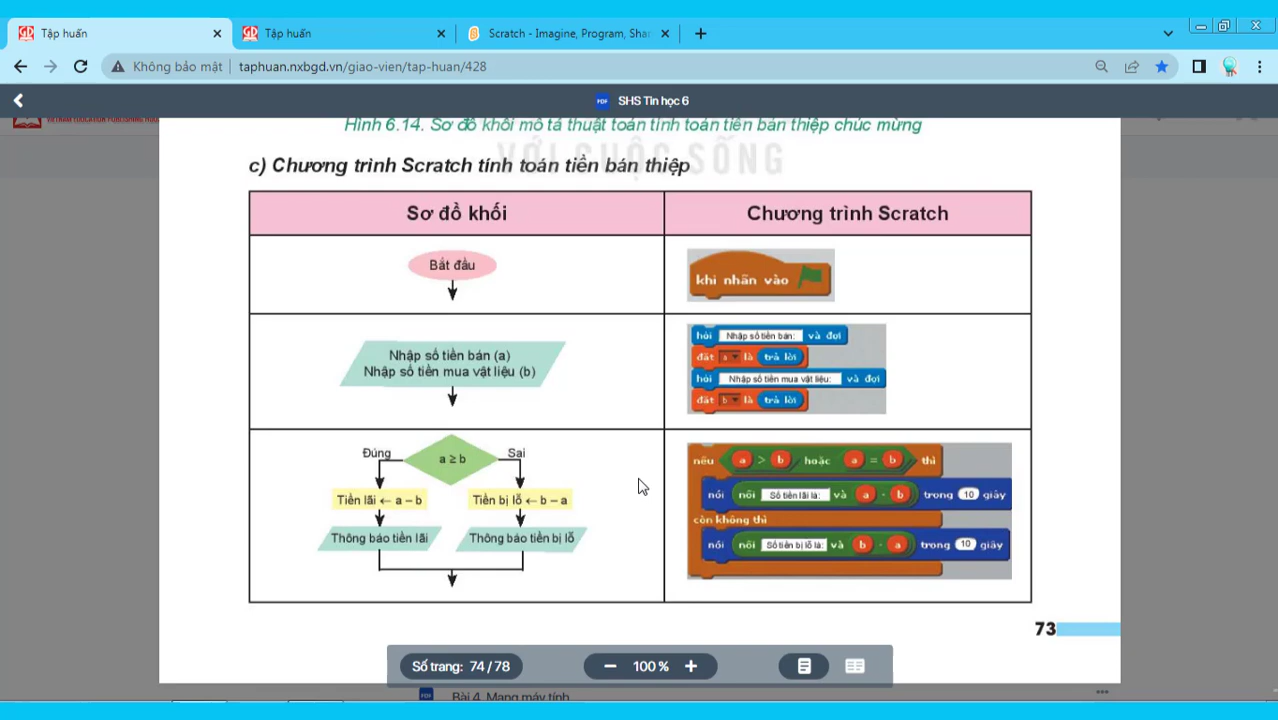 Tập huấn
Tập huấn
Scratch - Imagine, Program, Shar
Không bảo mật
taphuan.nxbgd.vn/giao-vien/tap-huan/428
PDF SHS Tin học 6
Hình 6.14. Sơ đồ khối mô tả thuật toán tính toán tiền bán thiệp chúc mừng
VỚI CUỘC SỐNG
c) Chương trình Scratch tính toán tiền bán thiệp
Sơ đồ khối
Chương trình Scratch
Bắt đầu
khi nhấn vào
Nhập số tiền bán (a)
Nhập số tiền mua vật liệu (b)
hỏi Nhập số tiền bán: và đợi
đặt a là trả lời
hỏi Nhập số tiền mua vật liệu: và đợi
đặt b là trả lời
Đúng
a ≥ b
Sai
Tiền lãi ← a – b
Tiền bị lỗ ← b – a
Thông báo tiền lãi
Thông báo tiền bị lỗ
nếu a > b hoặc a = b thì
nói nối Số tiền lãi là: và a - b trong 10 giây
còn không thì
nói nối Số tiền bị lỗ là: và b - a trong 10 giây
73
Số trang: 74 / 78
100 %
PDF Bài 4. Mạng máy tính